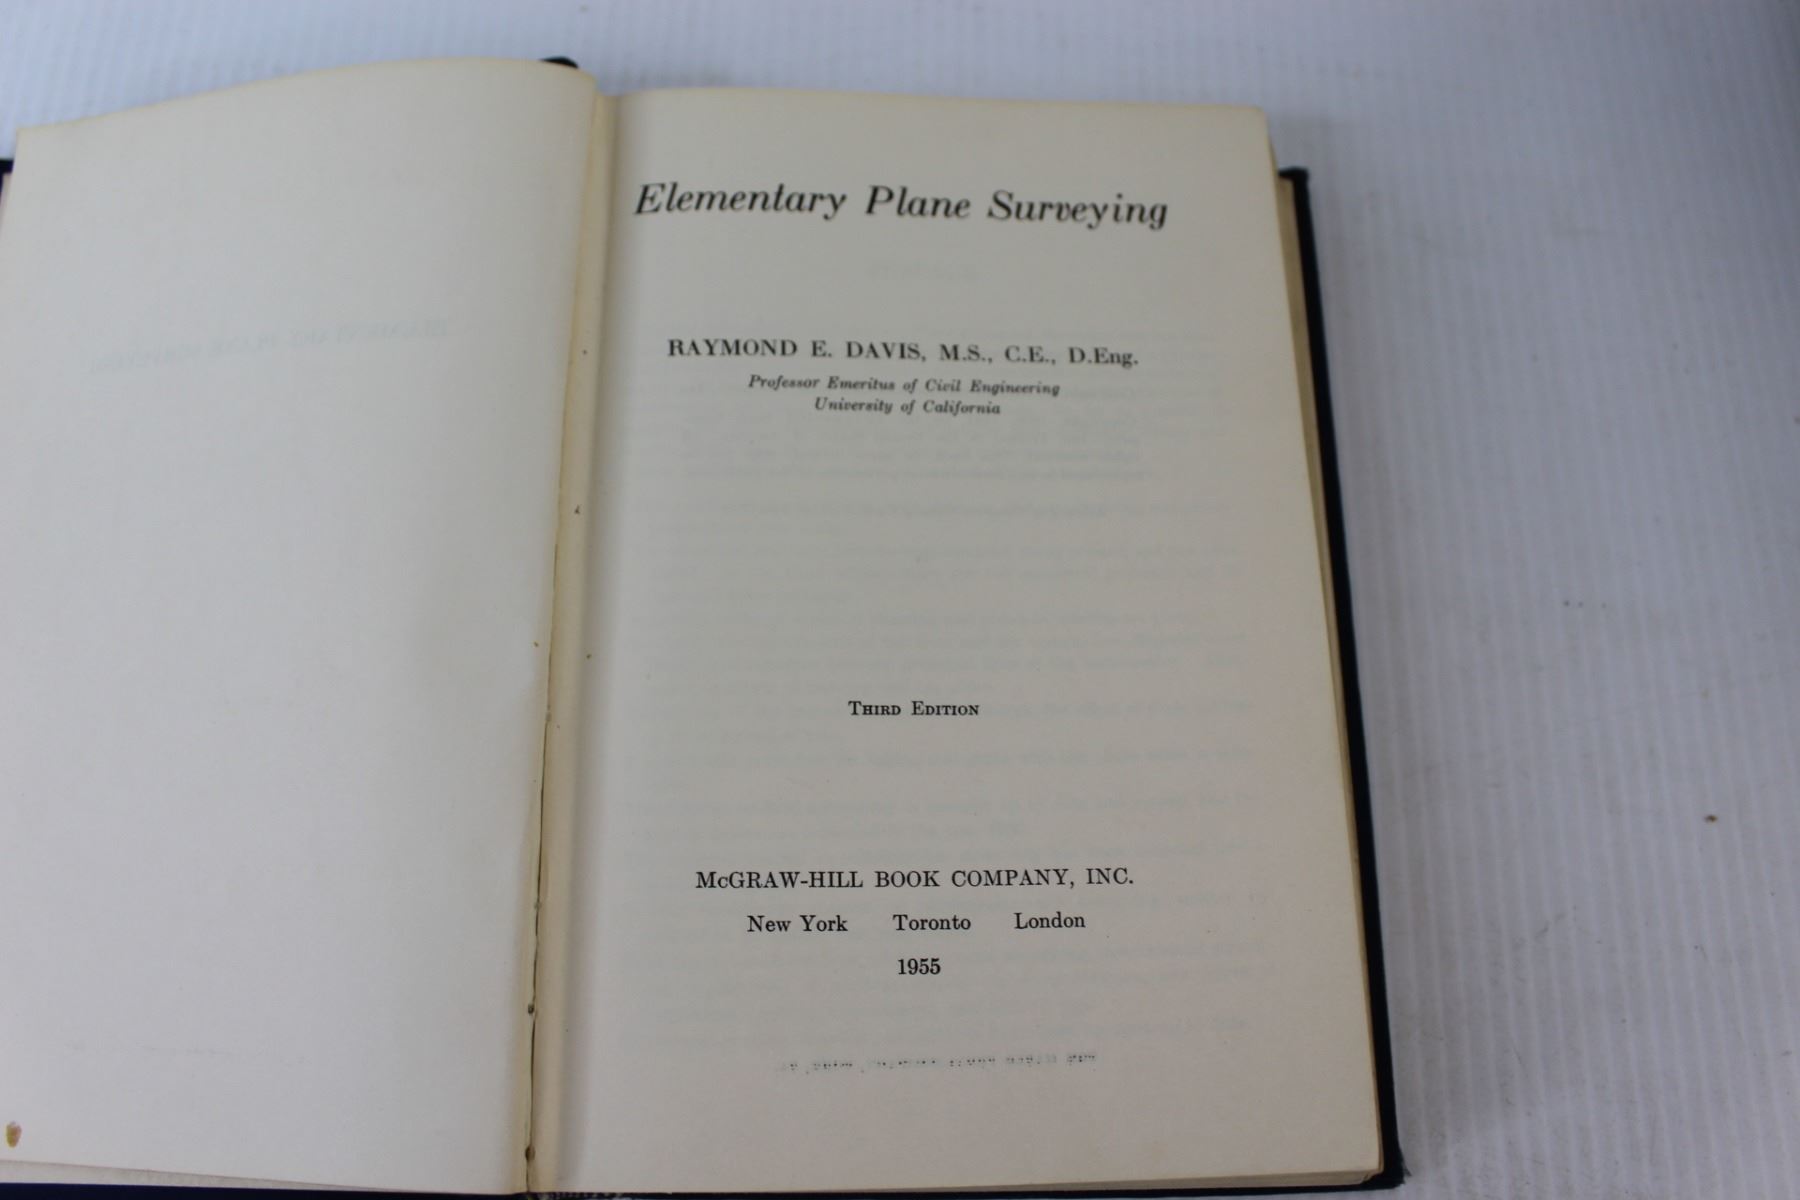 Elementary Plane Surveying
RAYMOND E. DAVIS, M.S., C.E., D.Eng.
Professor Emeritus of Civil Engineering
University of California
THIRD EDITION
McGRAW-HILL BOOK COMPANY, INC.
New York Toronto London
1955